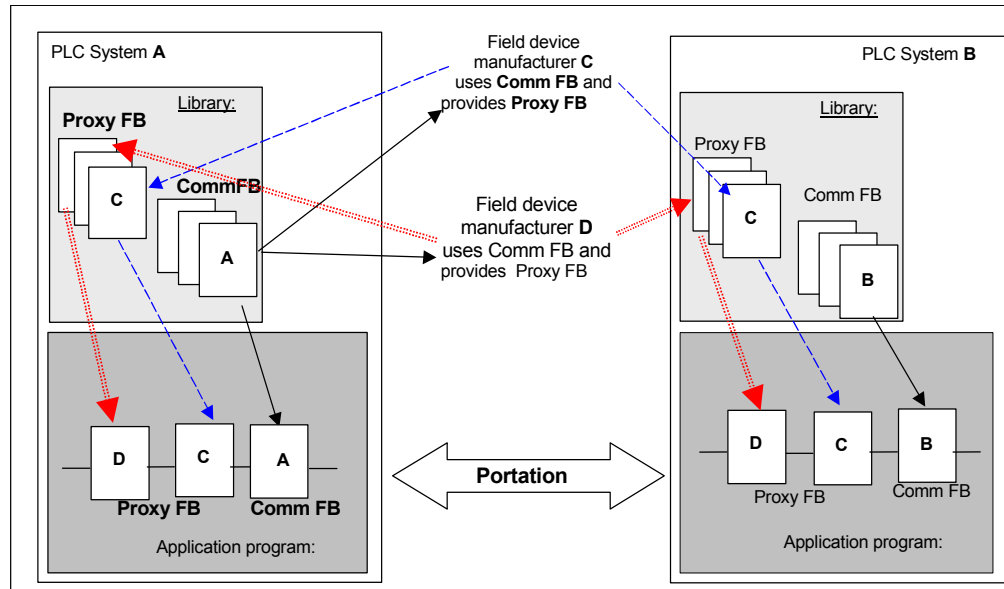 PLC System A
Library:
Proxy FB
C
CommFB
A
D
C
A
Proxy FB
Comm FB
Application program:
Field device
manufacturer C
uses Comm FB and
provides Proxy FB
Field device
manufacturer D
uses Comm FB and
provides Proxy FB
Portation
PLC System B
Library:
Proxy FB
C
Comm FB
B
D
C
B
Proxy FB
Comm FB
Application program: